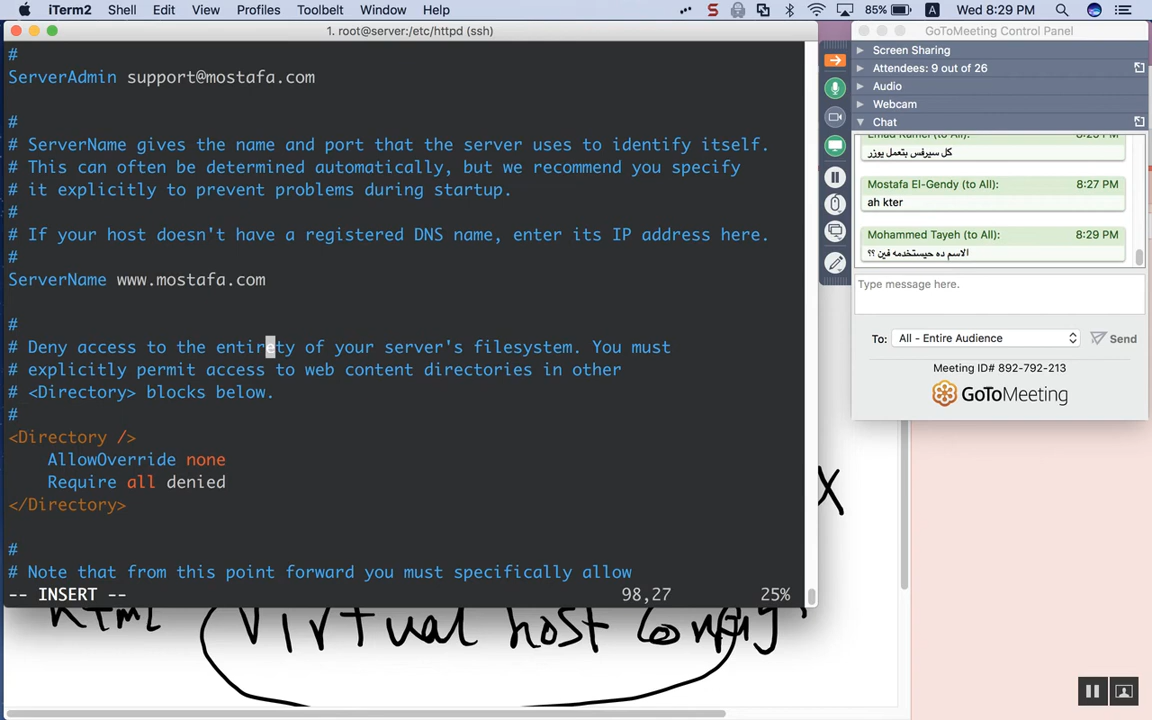 iTerm2 Shell Edit View Profiles Toolbelt Window Help 85% A Wed 8:29 PM
1. root@server:/etc/httpd (ssh)
#
ServerAdmin support@mostafa.com
#
# ServerName gives the name and port that the server uses to identify itself.
# This can often be determined automatically, but we recommend you specify
# it explicitly to prevent problems during startup.
#
# If your host doesn't have a registered DNS name, enter its IP address here.
#
ServerName www.mostafa.com
#
# Deny access to the entirety of your server's filesystem. You must
# explicitly permit access to web content directories in other
# <Directory> blocks below.
#
<Directory />
AllowOverride none
Require all denied
</Directory>
#
# Note that from this point forward you must specifically allow
-- INSERT -- 98,27 25%
GoToMeeting Control Panel
Screen Sharing
Attendees: 9 out of 26
Audio
Webcam
Chat
كل سيرفس بتعمل يوزر
Mostafa El-Gendy (to All): 8:27 PM
ah kter
Mohammed Tayeh (to All): 8:29 PM
الاسم ده حيستخدمه فين ؟؟
Type message here.
To: All - Entire Audience Send
Meeting ID# 892-792-213
GoToMeeting
X
html Virtual host Config